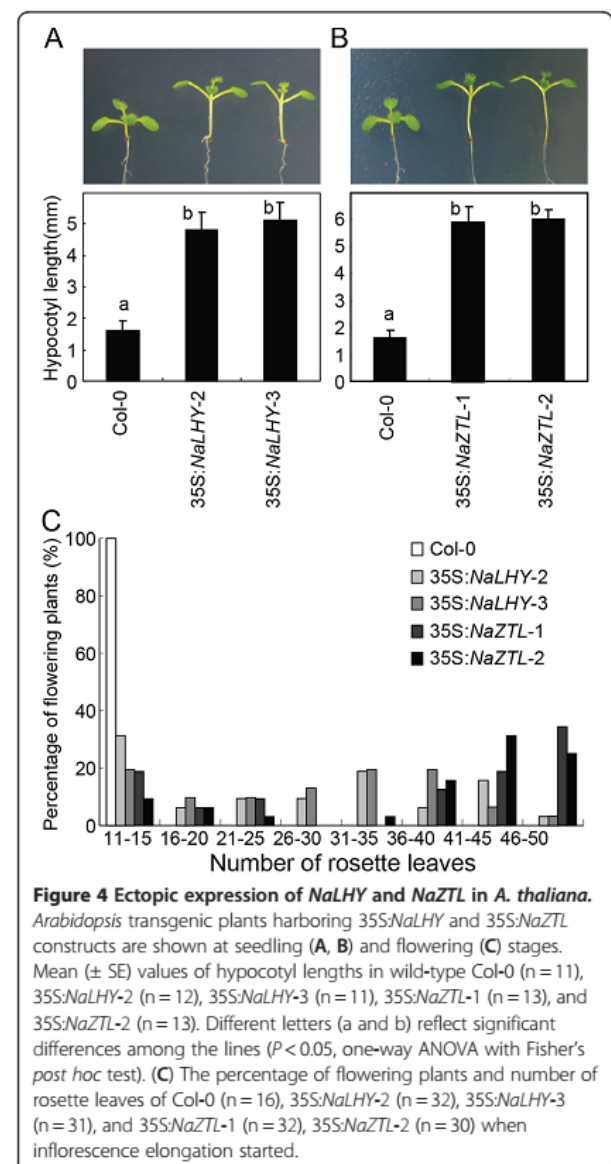 A
B
Hypocotyl length(mm)
5
4
3
2
1
0
a
b
b
Col-0
35S:NaLHY-2
35S:NaLHY-3
6
5
4
3
2
1
0
a
b
b
Col-0
35S:NaZTL-1
35S:NaZTL-2
C
Percentage of flowering plants (%)
100
80
60
40
20
0
Col-0
35S:NaLHY-2
35S:NaLHY-3
35S:NaZTL-1
35S:NaZTL-2
11-15 16-20 21-25 26-30 31-35 36-40 41-45 46-50
Number of rosette leaves
Figure 4 Ectopic expression of NaLHY and NaZTL in A. thaliana.
Arabidopsis transgenic plants harboring 35S:NaLHY and 35S:NaZTL
constructs are shown at seedling (A, B) and flowering (C) stages.
Mean (± SE) values of hypocotyl lengths in wild-type Col-0 (n = 11),
35S:NaLHY-2 (n = 12), 35S:NaLHY-3 (n = 11), 35S:NaZTL-1 (n = 13), and
35S:NaZTL-2 (n = 13). Different letters (a and b) reflect significant
differences among the lines (P < 0.05, one-way ANOVA with Fisher's
post hoc test). (C) The percentage of flowering plants and number of
rosette leaves of Col-0 (n = 16), 35S:NaLHY-2 (n = 32), 35S:NaLHY-3
(n = 31), and 35S:NaZTL-1 (n = 32), 35S:NaZTL-2 (n = 30) when
inflorescence elongation started.